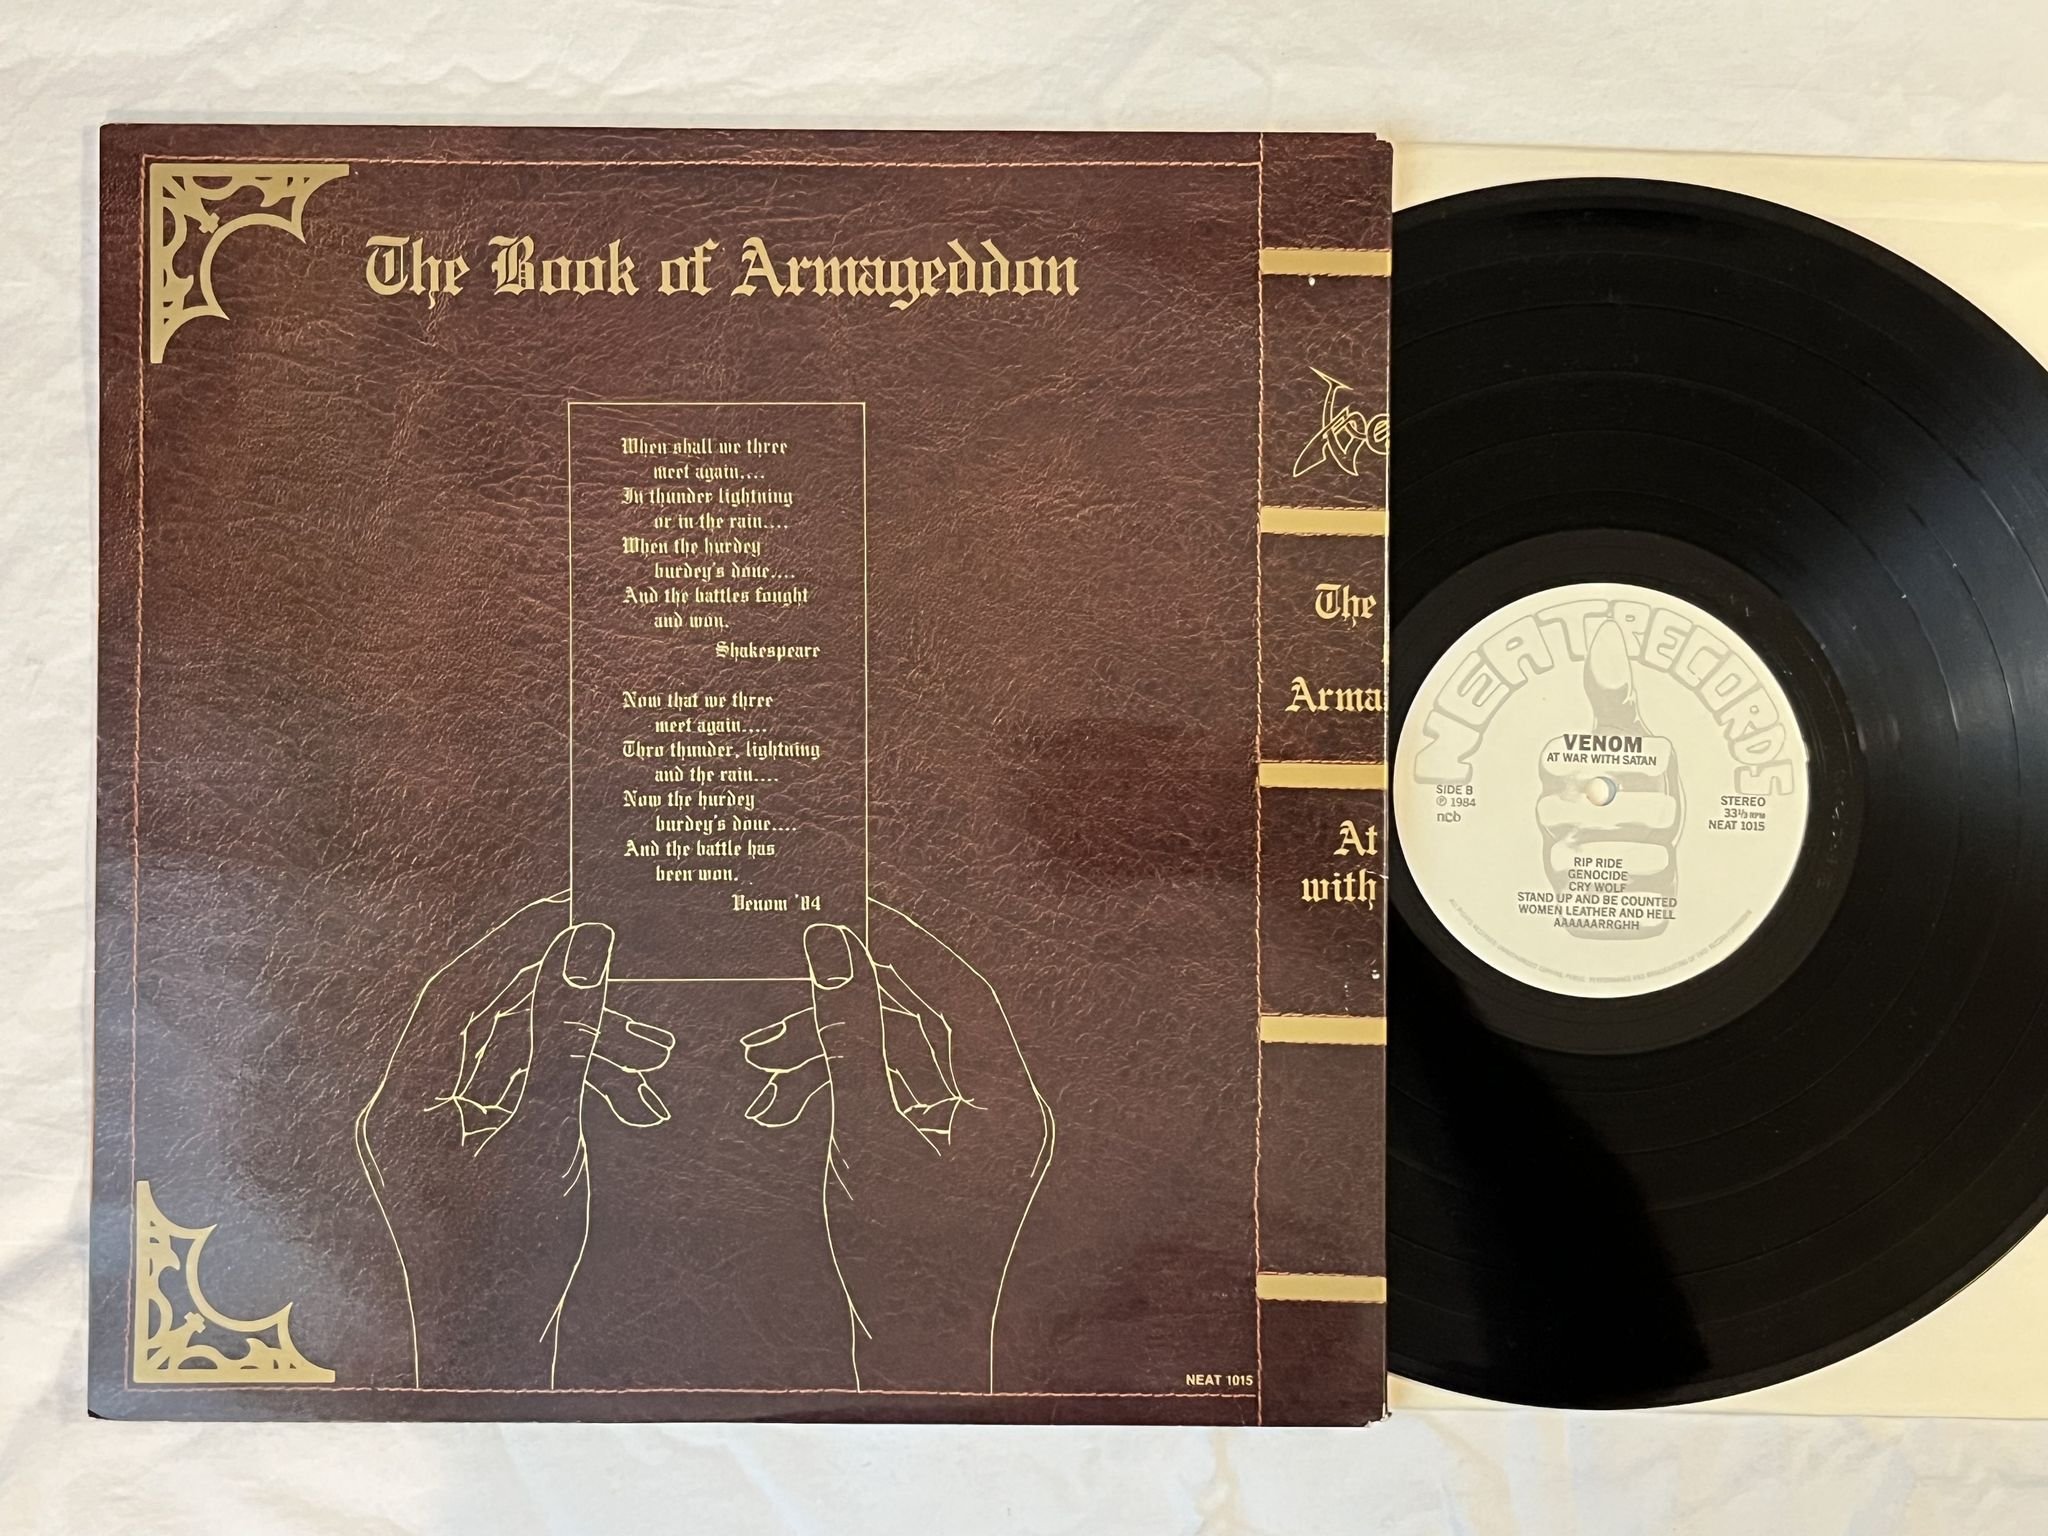 The Book of Armageddon
When shall we three
meet again....
In thunder lightning
or in the rain....
When the hurdey
burdey's done....
And the battles fought
and won.
Shakespeare
Now that we three
meet again....
Thro thunder, lightning
and the rain....
Now the hurdey
burdey's done....
And the battle has
been won.
Venom '84
NEAT 1015
Ve
The
Arma
At
with
NEAT RECORDS
VENOM
AT WAR WITH SATAN
SIDE B
℗ 1984
ncb
STEREO
33⅓ RPM
NEAT 1015
RIP RIDE
GENOCIDE
CRY WOLF
STAND UP AND BE COUNTED
WOMEN LEATHER AND HELL
AAAAAARRGHH